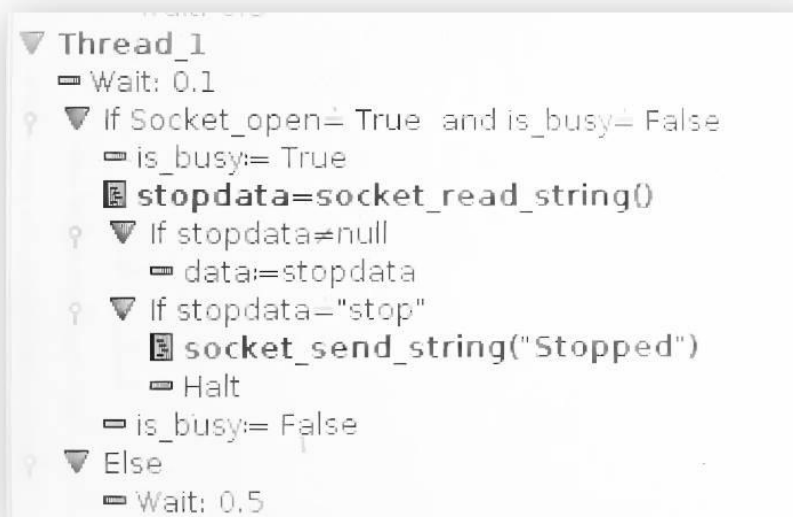 Thread_1
Wait: 0.1
If Socket_open≟ True and is_busy≟ False
is_busy≔ True
stopdata=socket_read_string()
If stopdata≠null
data≔stopdata
If stopdata≟"stop"
socket_send_string("Stopped")
Halt
is_busy≔ False
Else
Wait: 0.5